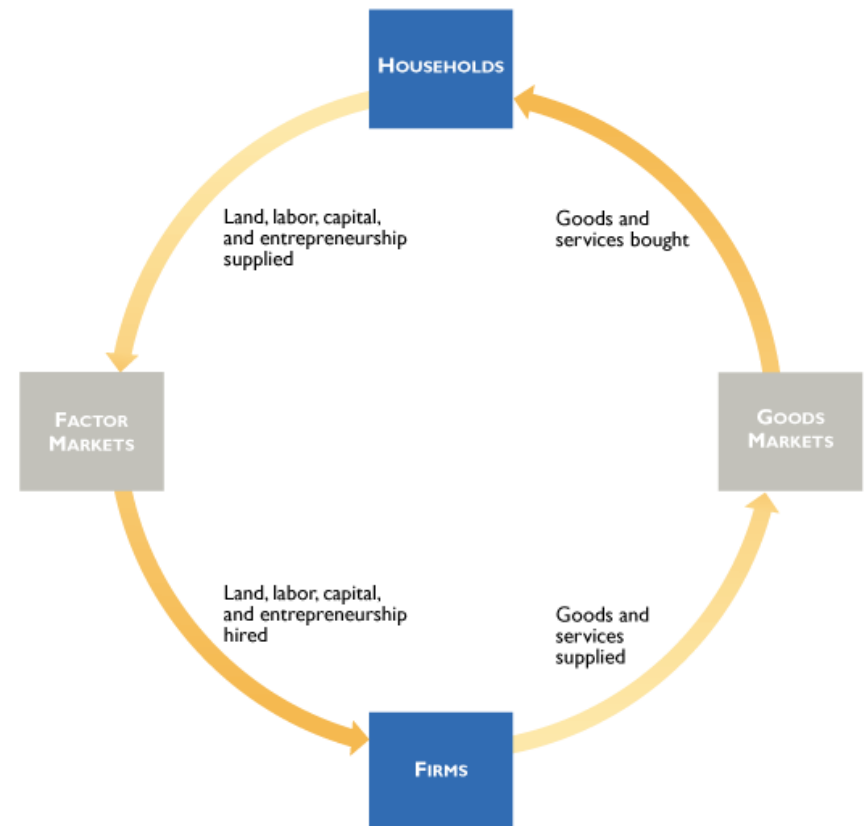 HOUSEHOLDS
Land, labor, capital,
and entrepreneurship
supplied
Goods and
services bought
FACTOR
MARKETS
GOODS
MARKETS
Land, labor, capital,
and entrepreneurship
hired
Goods and
services
supplied
FIRMS